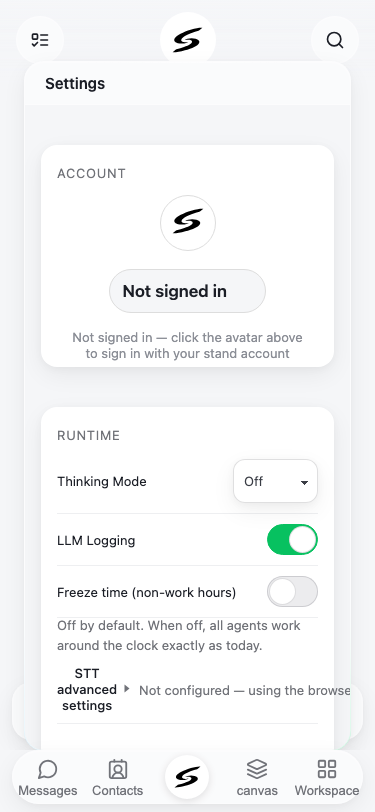 Settings
ACCOUNT
Not signed in
Not signed in — click the avatar above
to sign in with your stand account
RUNTIME
Thinking Mode
Off
LLM Logging
Freeze time (non-work hours)
Off by default. When off, all agents work
around the clock exactly as today.
STT
advanced
settings
Not configured — using the browse
Messages
Contacts
canvas
Workspace